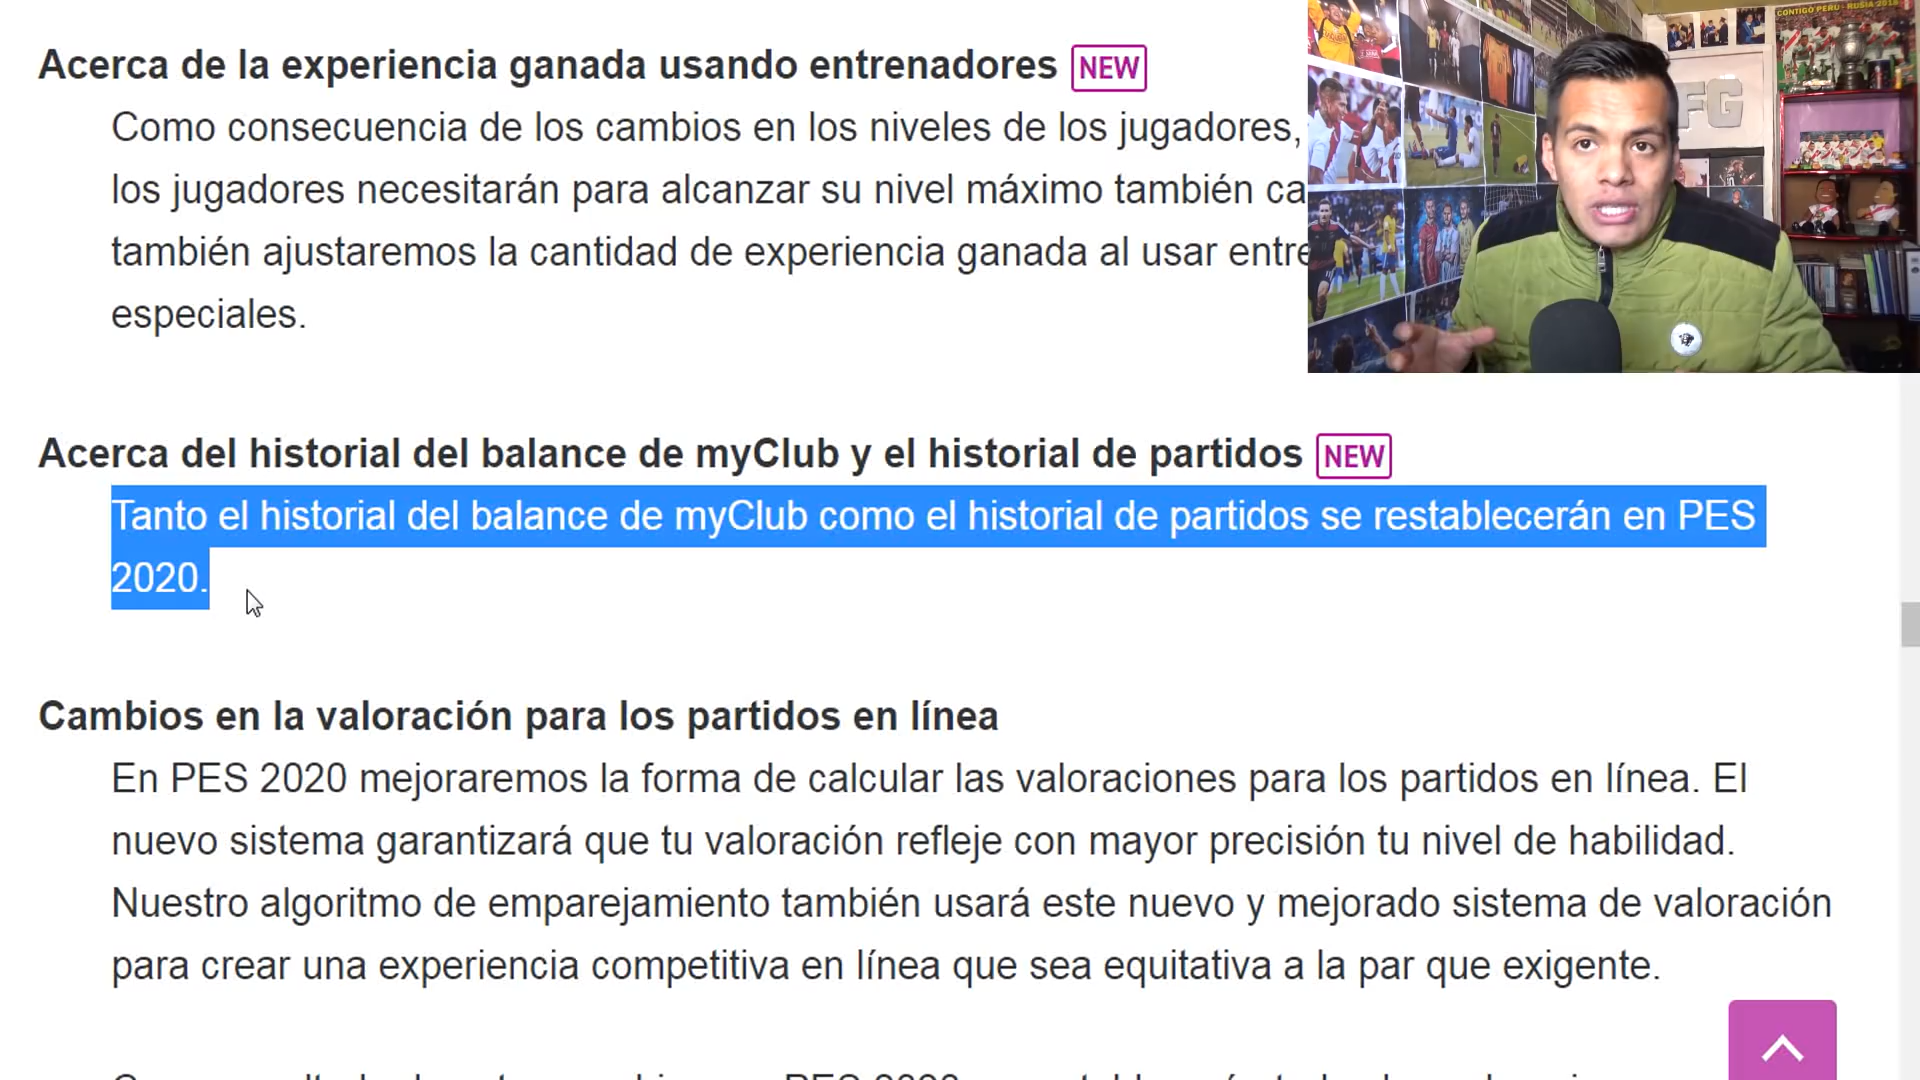 Acerca de la experiencia ganada usando entrenadores NEW
Como consecuencia de los cambios en los niveles de los jugadores,
los jugadores necesitarán para alcanzar su nivel máximo también ca
también ajustaremos la cantidad de experiencia ganada al usar entre
especiales.
CONTIGO PERU - RUSIA 2018
FG
Acerca del historial del balance de myClub y el historial de partidos NEW
Tanto el historial del balance de myClub como el historial de partidos se restablecerán en PES
2020.
Cambios en la valoración para los partidos en línea
En PES 2020 mejoraremos la forma de calcular las valoraciones para los partidos en línea. El
nuevo sistema garantizará que tu valoración refleje con mayor precisión tu nivel de habilidad.
Nuestro algoritmo de emparejamiento también usará este nuevo y mejorado sistema de valoración
para crear una experiencia competitiva en línea que sea equitativa a la par que exigente.